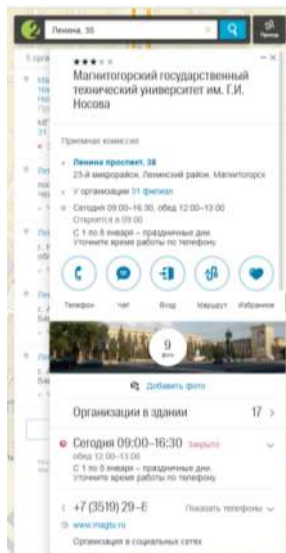 Ленина, 38
Проезд
Магнитогорский государственный
технический университет им. Г.И.
Носова
Приемная комиссия
Ленина проспект, 38
23-й микрорайон, Ленинский район, Магнитогорск
У организации 31 филиал
Сегодня 09:00–16:30, обед 12:00–13:00
Откроется в 09:00
С 1 по 8 января – праздничные дни.
Уточните время работы по телефону.
Телефон Чат Вход Маршрут Избранное
9
фото
Добавить фото
Организации в здании 17
Сегодня 09:00–16:30 Закрыто
обед 12:00–13:00
С 1 по 8 января – праздничные дни.
Уточните время работы по телефону.
+7 (3519) 29–
Показать телефоны
www.magtu.ru
Организация в социальных сетях